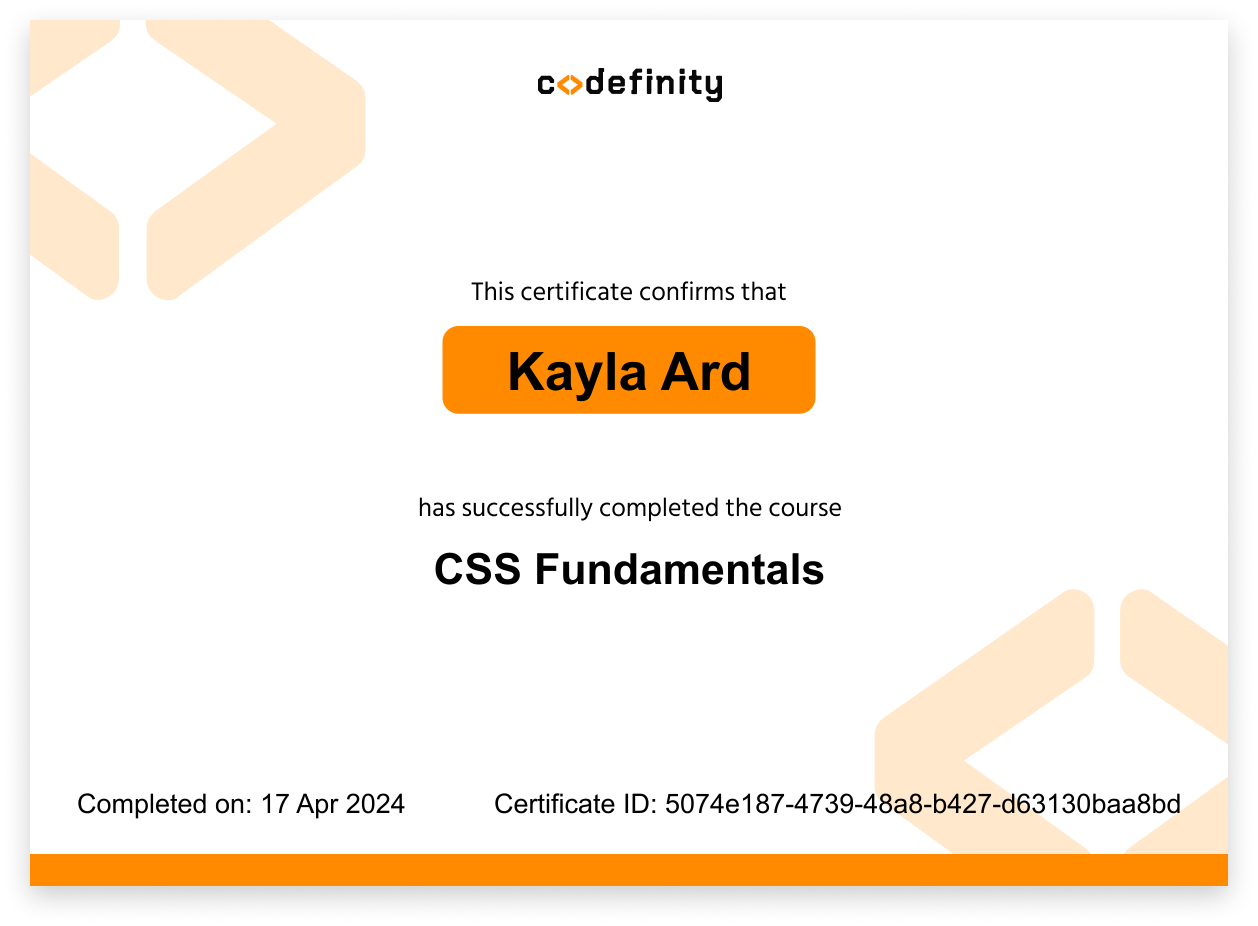 codefinity
This certificate confirms that
Kayla Ard
has successfully completed the course
CSS Fundamentals
Completed on: 17 Apr 2024
Certificate ID: 5074e187-4739-48a8-b427-d63130baa8bd